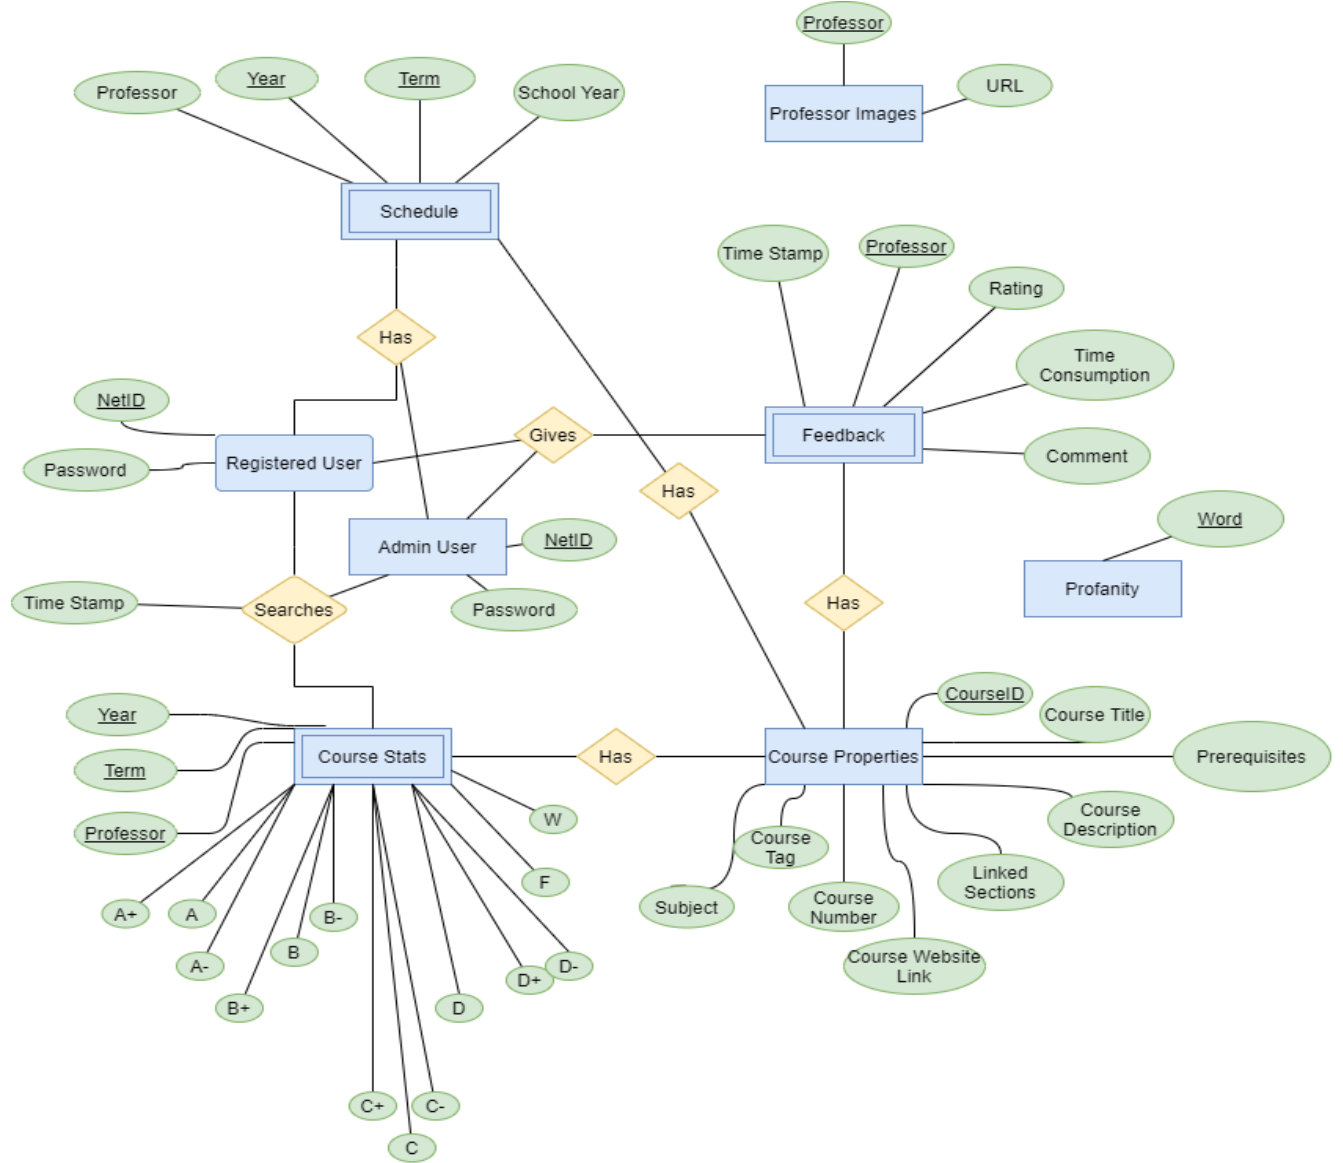 Professor
Professor
Year
Term
School Year
URL
Professor Images
Schedule
Time Stamp
Professor
Rating
Has
Time
Consumption
NetID
Gives
Feedback
Comment
Password
Registered User
Has
Word
Admin User
NetID
Profanity
Time Stamp
Searches
Password
Has
CourseID
Year
Course Title
Term
Course Stats
Has
Course Properties
Prerequisites
Professor
W
Course
Tag
Course
Description
F
Linked
Sections
A+
A
B-
Subject
Course
Number
A-
B
D+
D-
Course Website
Link
B+
D
C+
C-
C